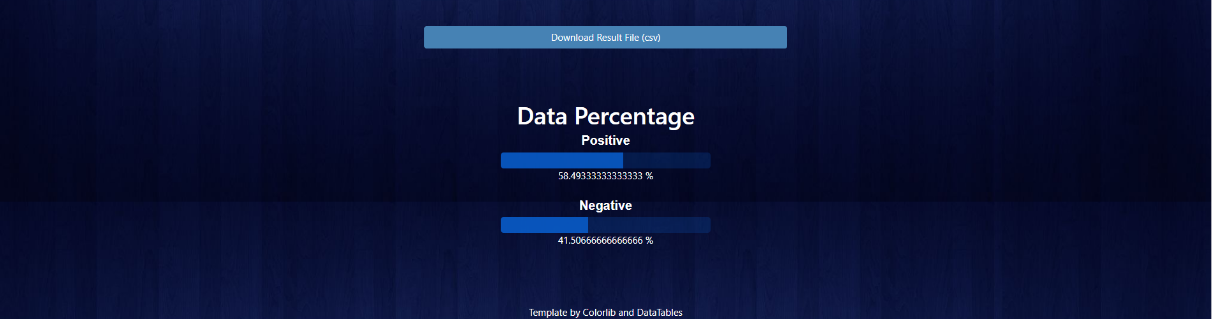 Download Result File (csv)
Data Percentage
Positive
58.49333333333333 %
Negative
41.50666666666666 %
Template by Colorlib and DataTables